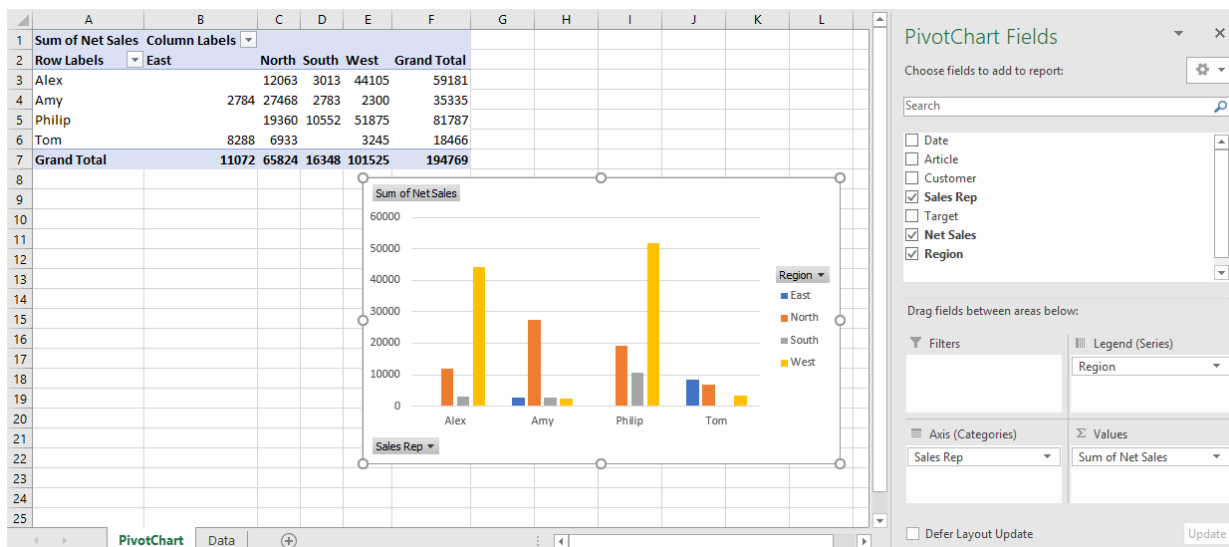 A B C D E F G H I J K L
1 Sum of Net Sales Column Labels
2 Row Labels East North South West Grand Total
3 Alex 12063 3013 44105 59181
4 Amy 2784 27468 2783 2300 35335
5 Philip 19360 10552 51875 81787
6 Tom 8288 6933 3245 18466
7 Grand Total 11072 65824 16348 101525 194769
8
9
10
11
12
13
14
15
16
17
18
19
20
21
22
23
24
25
Sum of Net Sales
60000
50000
40000
30000
20000
10000
0
Alex Amy Philip Tom
Region
East
North
South
West
Sales Rep
PivotChart Data
PivotChart Fields
Choose fields to add to report:
Search
Date
Article
Customer
Sales Rep
Target
Net Sales
Region
Drag fields between areas below:
Filters
Legend (Series)
Region
Axis (Categories)
Sales Rep
Σ Values
Sum of Net Sales
Defer Layout Update
Update